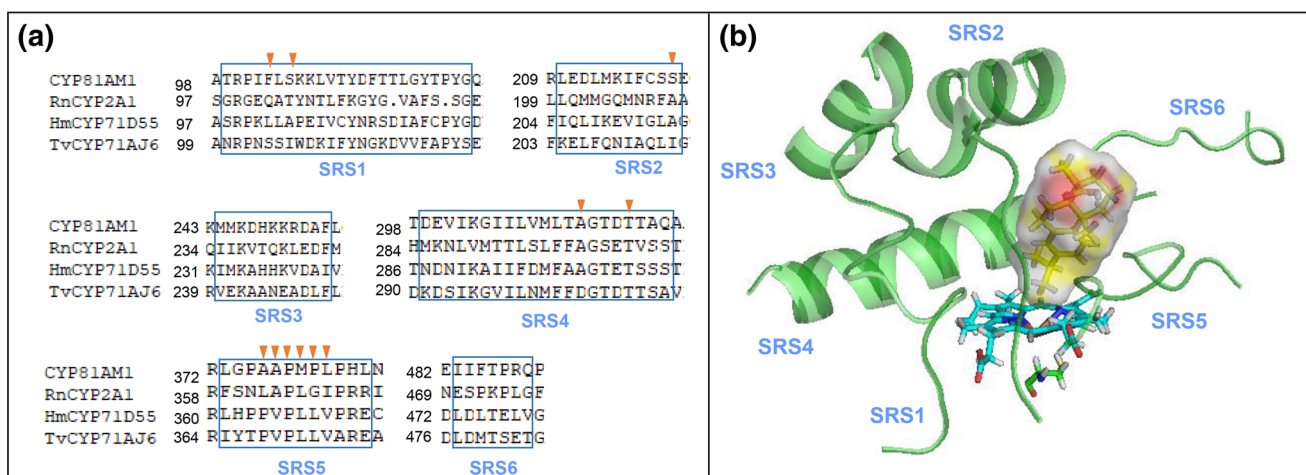 (a)
CYP81AM1 98 ATRPIFLSKKLVTYDFTTLGYTPYGQ 209 RLEDLMKIFCSSE
RnCYP2A1 97 SGRGEQATYNTLFKGYG.VAFS.SGE 199 LLQMMGQMNRFAA
HmCYP71D55 97 ASRPKLLAPEIVCYNRSDIAFCPYGD 204 FIQLIKEVIGLAG
TvCYP71AJ6 99 ANRPNSSIWDKIFYNGKDVVFAPYSE 203 FKELFQNIAQLIG
SRS1 SRS2
CYP81AM1 243 KMMKDHKKRDAFL 298 TDEVIKGIILVMLTAGTDTTAQA
RnCYP2A1 234 QIIKVTQKLEDFM 284 HMKNLVMTTLSLFFAGSETVSST
HmCYP71D55 231 KIMKAHHKVDAIV 286 TNDNIKAIIFDMFAAGTETSSST
TvCYP71AJ6 239 RVEKAANEADLFL 290 DKDSIKGVILNMFFDGTDTTSAV
SRS3 SRS4
CYP81AM1 372 RLGPAAPMPLPHLN 482 EIIFTPRQP
RnCYP2A1 358 RFSNLAPLGIPRRI 469 NESPKPLGF
HmCYP71D55 360 RLHPPVPLLVPREC 472 DLDLTELVG
TvCYP71AJ6 364 RIYTPVPLLVAREA 476 DLDMTSETG
SRS5 SRS6
(b)
SRS2
SRS6
SRS3
SRS4
SRS5
SRS1